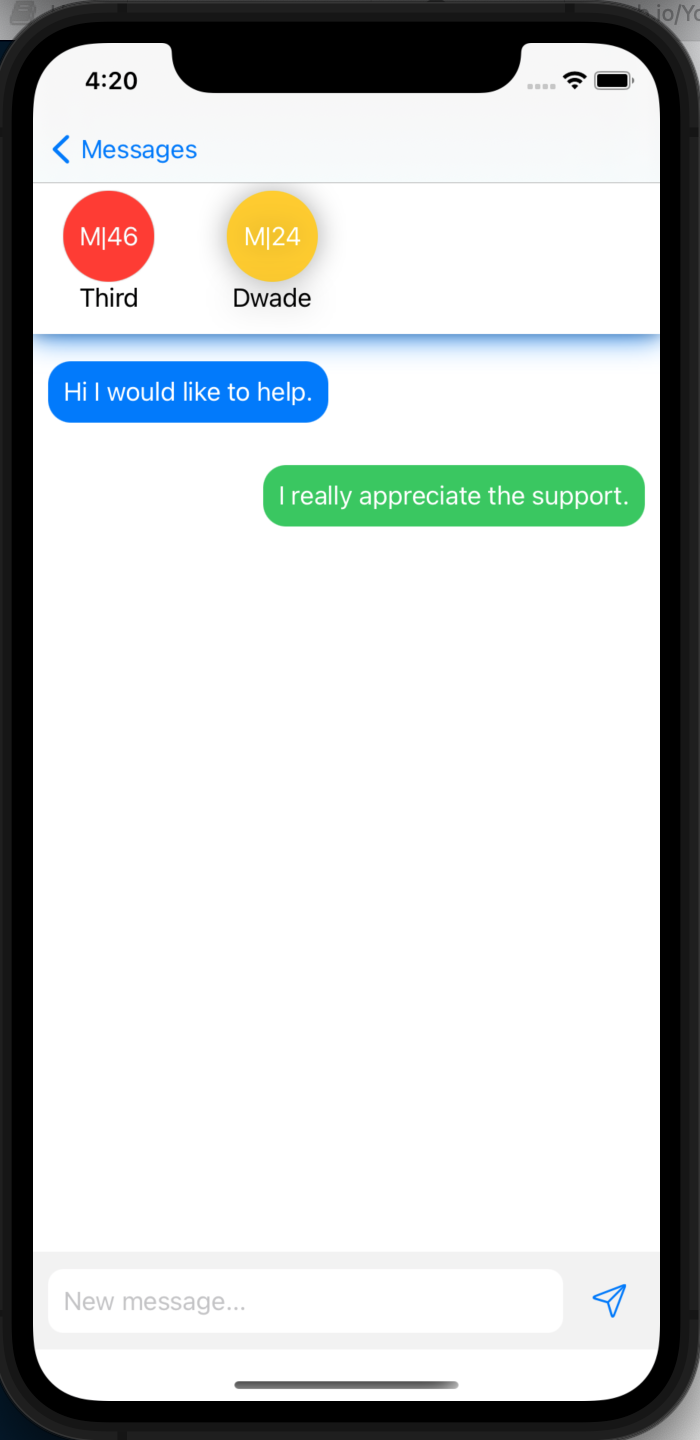 4:20
Messages
M|46
M|24
Third
Dwade
Hi I would like to help.
I really appreciate the support.
New message...